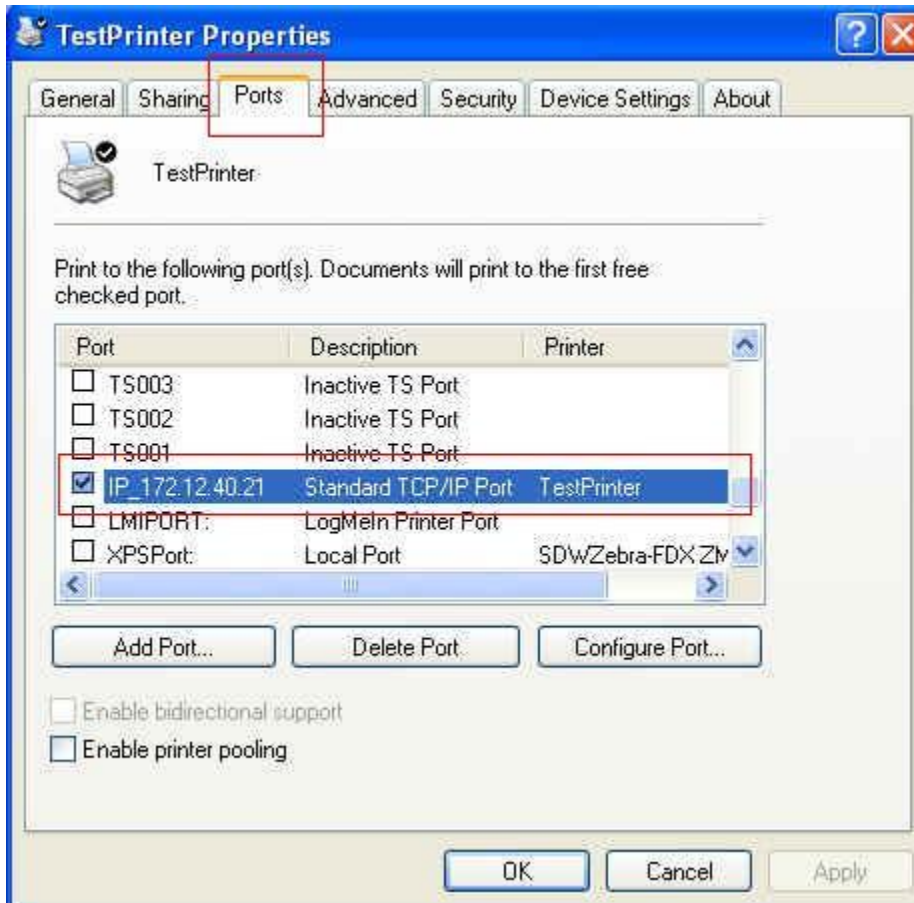 TestPrinter Properties
General Sharing Ports Advanced Security Device Settings About
TestPrinter
Print to the following port(s). Documents will print to the first free
checked port.
Port Description Printer
TS003 Inactive TS Port
TS002 Inactive TS Port
TS001 Inactive TS Port
IP_172.12.40.21 Standard TCP/IP Port TestPrinter
LMIPORT: LogMeIn Printer Port
XPSPort: Local Port SDWZebra-FDX ZM
Add Port... Delete Port Configure Port...
Enable bidirectional support
Enable printer pooling
OK Cancel Apply